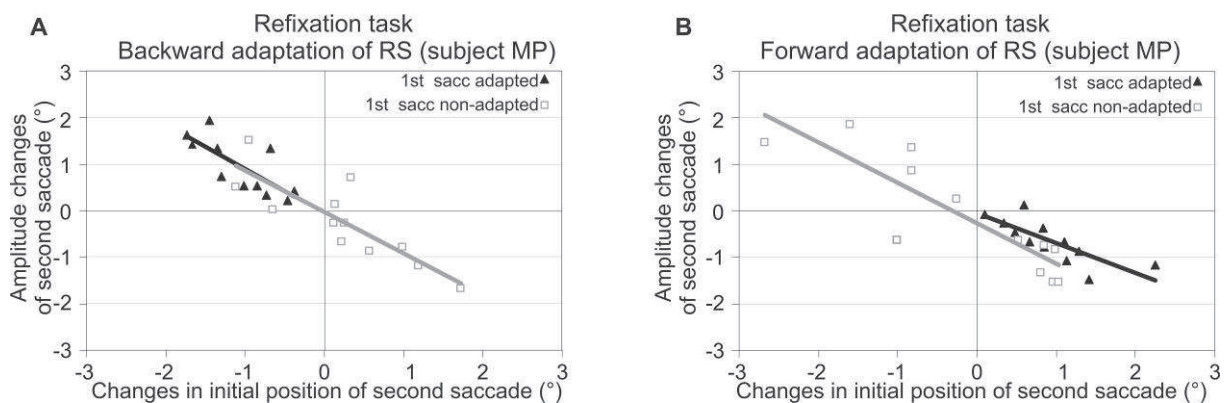 A
Refixation task
Backward adaptation of RS (subject MP)
1st sacc adapted
1st sacc non-adapted
Amplitude changes
of second saccade (°)
3
2
1
0
-1
-2
-3
-3
-2
-1
0
1
2
3
Changes in initial position of second saccade (°)
B
Refixation task
Forward adaptation of RS (subject MP)
1st sacc adapted
1st sacc non-adapted
Amplitude changes
of second saccade (°)
3
2
1
0
-1
-2
-3
-3
-2
-1
0
1
2
3
Changes in initial position of second saccade (°)